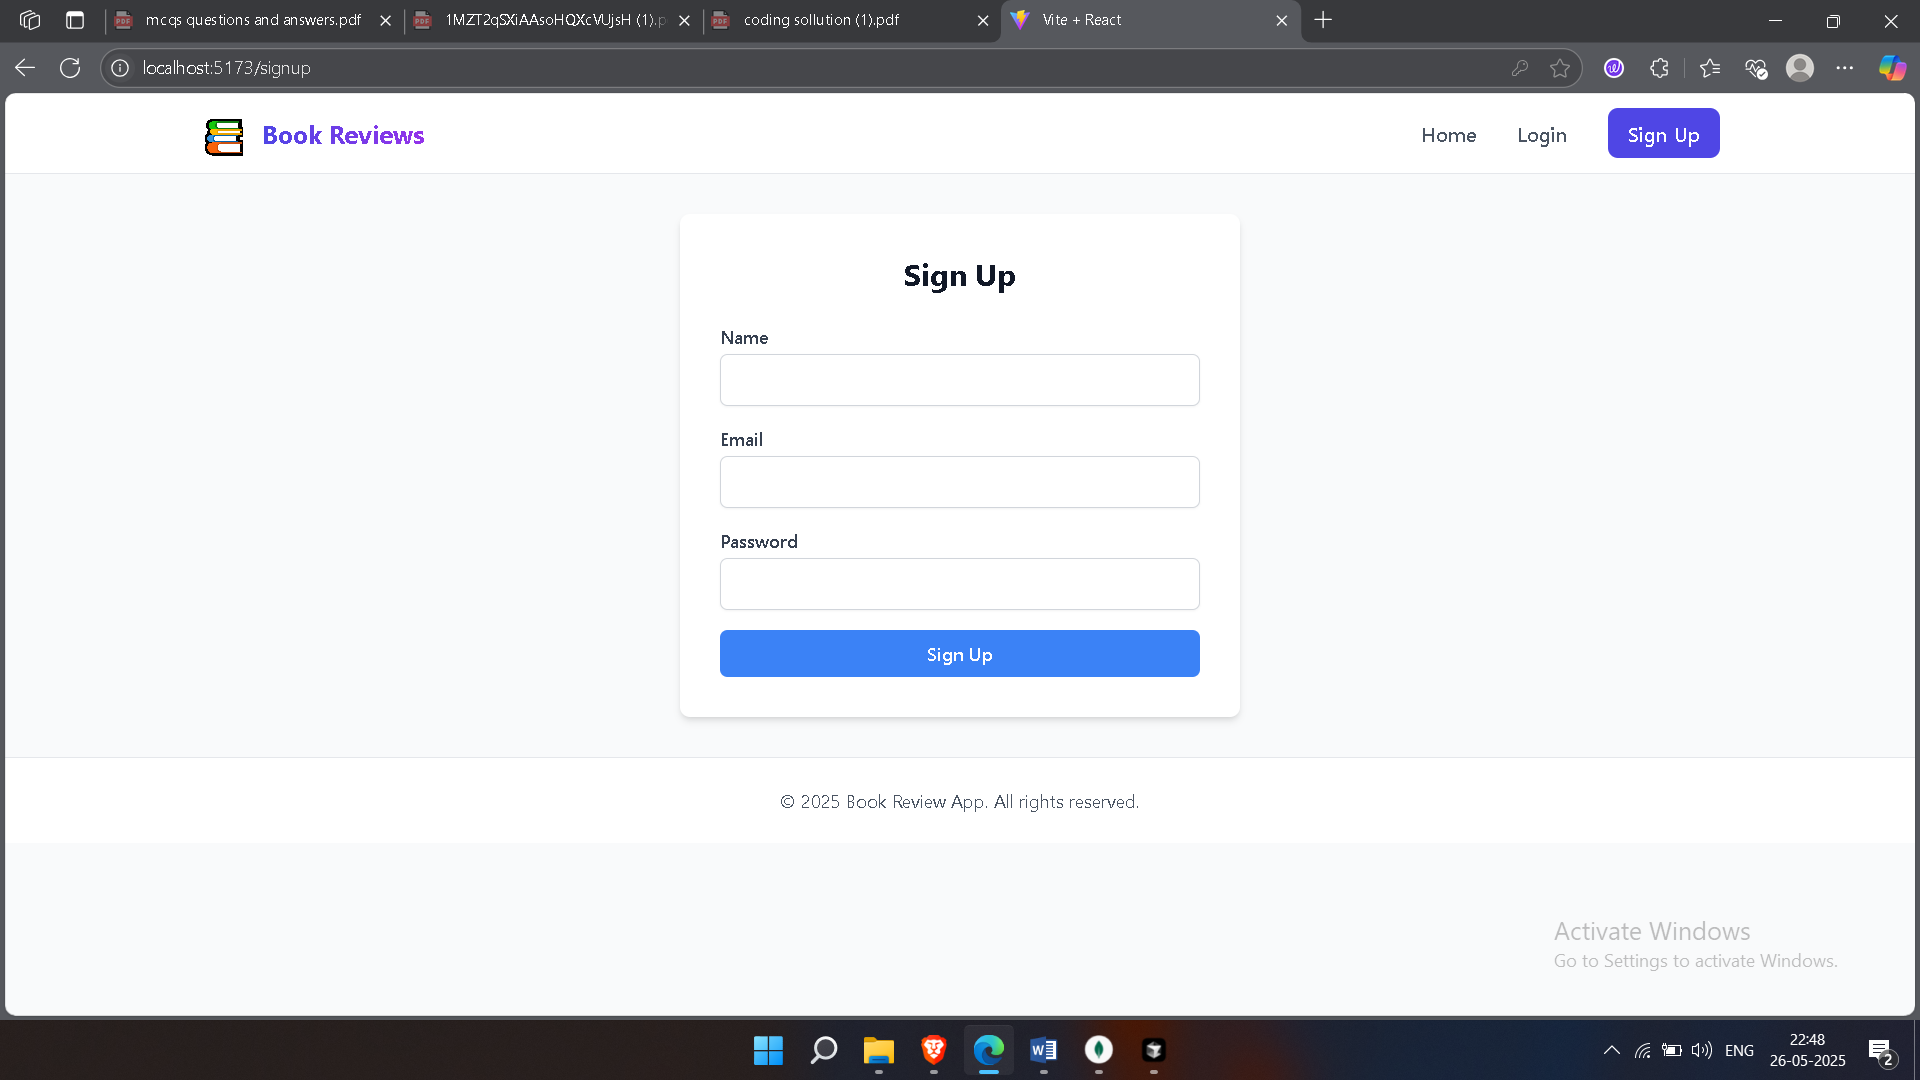 mcqs questions and answers.pdf
1MZT2qSXiAAsoHQXcVUjsH (1).p
coding sollution (1).pdf
Vite + React
localhost:5173/signup
Book Reviews
Home
Login
Sign Up
Sign Up
Name
Email
Password
Sign Up
© 2025 Book Review App. All rights reserved.
Activate Windows
Go to Settings to activate Windows.
ENG
22:48
26-05-2025
2